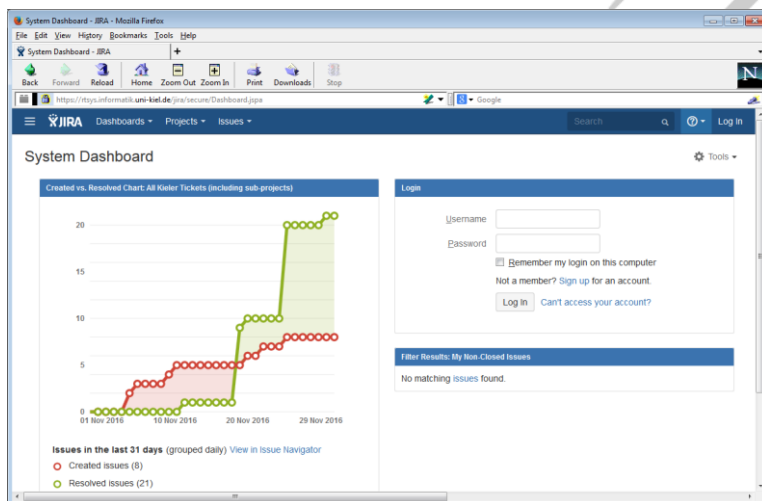 System Dashboard - JIRA - Mozilla Firefox
File Edit View History Bookmarks Tools Help
System Dashboard - JIRA
Back Forward Reload Home Zoom Out Zoom In Print Downloads Stop
N
https://rtsys.informatik.uni-kiel.de/jira/secure/Dashboard.jspa
Google
JIRA Dashboards Projects Issues Search Log In
System Dashboard
Tools
Created vs. Resolved Chart: All Kieler Tickets (including sub-projects)
20
15
10
5
0
01 Nov 2016 10 Nov 2016 20 Nov 2016 29 Nov 2016
Issues in the last 31 days (grouped daily) View in Issue Navigator
Created issues (8)
Resolved issues (21)
Login
Username
Password
Remember my login on this computer
Not a member? Sign up for an account.
Log In Can't access your account?
Filter Results: My Non-Closed Issues
No matching issues found.